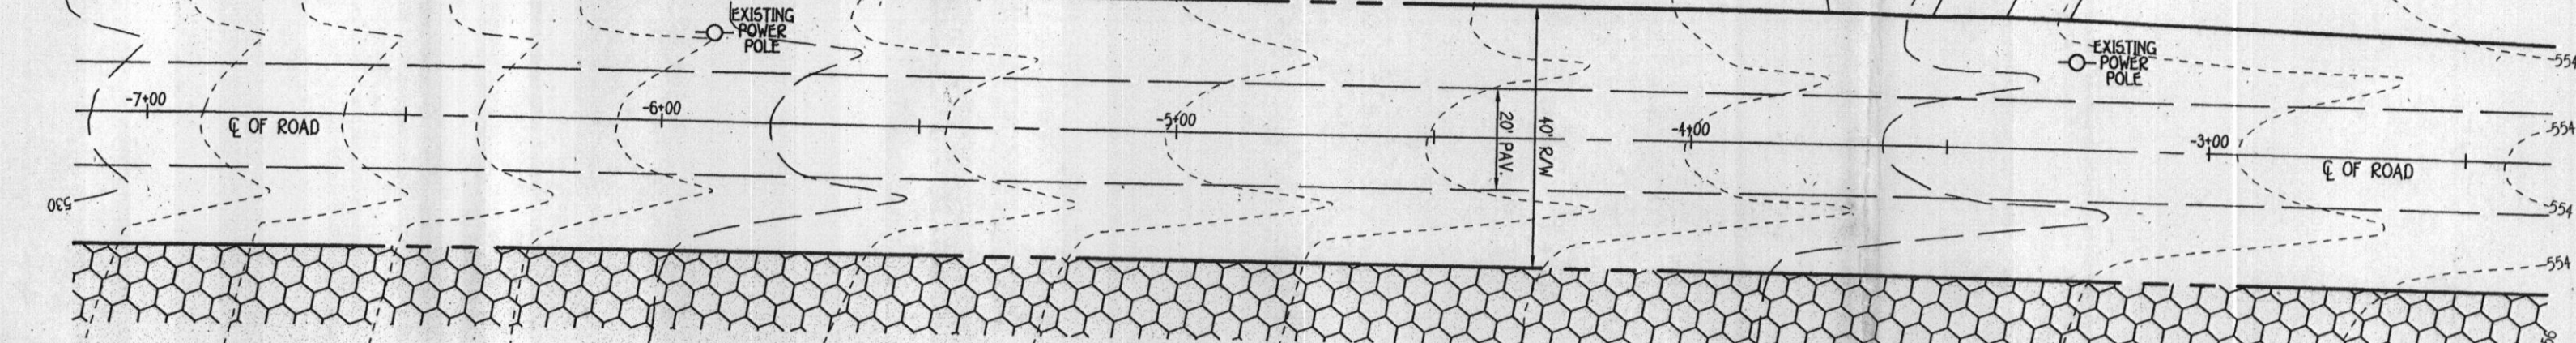 EXISTING
POWER
POLE
EXISTING
POWER
POLE
554
-7+00
-6+00
-5+00
-4+00
-3+00
554
℄ OF ROAD
20' PAV.
40' R/W
℄ OF ROAD
530
554
554